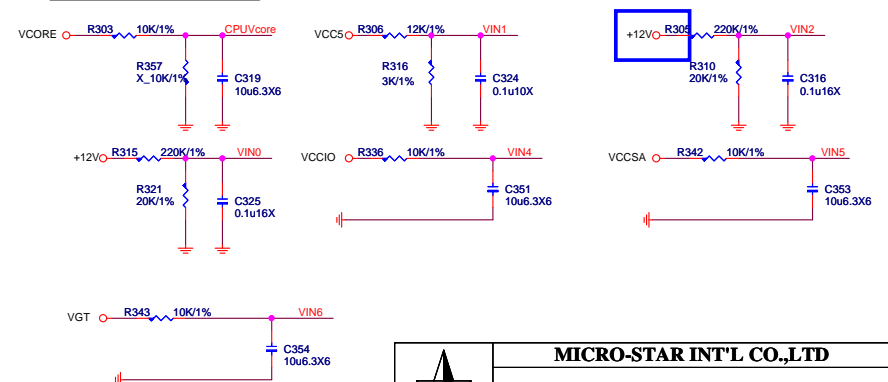 VCORE R303 10K/1% CPUVcore
R357
X_10K/1%
C319
10u6.3X6
VCC5 R306 12K/1% VIN1
R316
3K/1%
C324
0.1u10X
+12V R305 220K/1% VIN2
R310
20K/1%
C316
0.1u16X
+12V R315 220K/1% VIN0
R321
20K/1%
C325
0.1u16X
VCCIO R336 10K/1% VIN4
C351
10u6.3X6
VCCSA R342 10K/1% VIN5
C353
10u6.3X6
VGT R343 10K/1% VIN6
C354
10u6.3X6
MICRO-STAR INT'L CO.,LTD